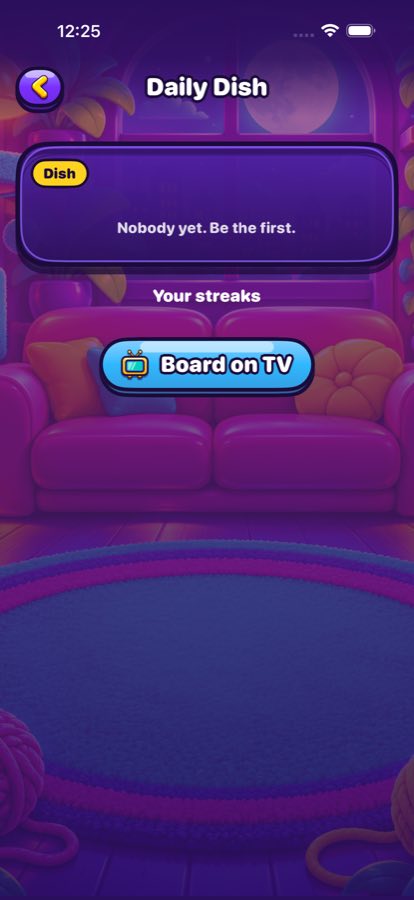 12:25
Daily Dish
Dish
Nobody yet. Be the first.
Your streaks
Board on TV